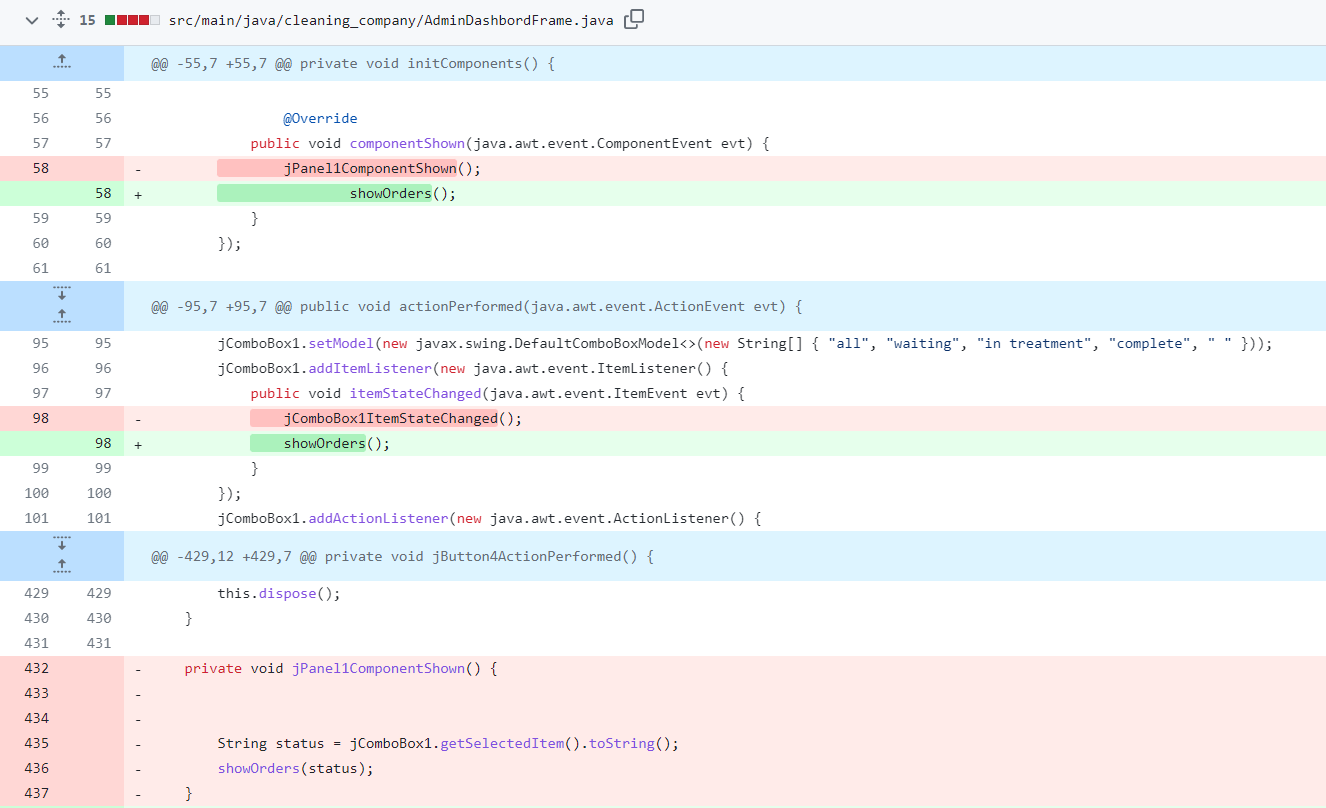 15 src/main/java/cleaning_company/AdminDashbordFrame.java
@@ -55,7 +55,7 @@ private void initComponents() {
55 55
56 56 @Override
57 57 public void componentShown(java.awt.event.ComponentEvent evt) {
58 - jPanel1ComponentShown();
58 + showOrders();
59 59 }
60 60 });
61 61
@@ -95,7 +95,7 @@ public void actionPerformed(java.awt.event.ActionEvent evt) {
95 95 jComboBox1.setModel(new javax.swing.DefaultComboBoxModel<>(new String[] { "all", "waiting", "in treatment", "complete", " " }));
96 96 jComboBox1.addItemListener(new java.awt.event.ItemListener() {
97 97 public void itemStateChanged(java.awt.event.ItemEvent evt) {
98 - jComboBox1ItemStateChanged();
98 + showOrders();
99 99 }
100 100 });
101 101 jComboBox1.addActionListener(new java.awt.event.ActionListener() {
@@ -429,12 +429,7 @@ private void jButton4ActionPerformed() {
429 429 this.dispose();
430 430 }
431 431
432 - private void jPanel1ComponentShown() {
433 -
434 -
435 - String status = jComboBox1.getSelectedItem().toString();
436 - showOrders(status);
437 - }